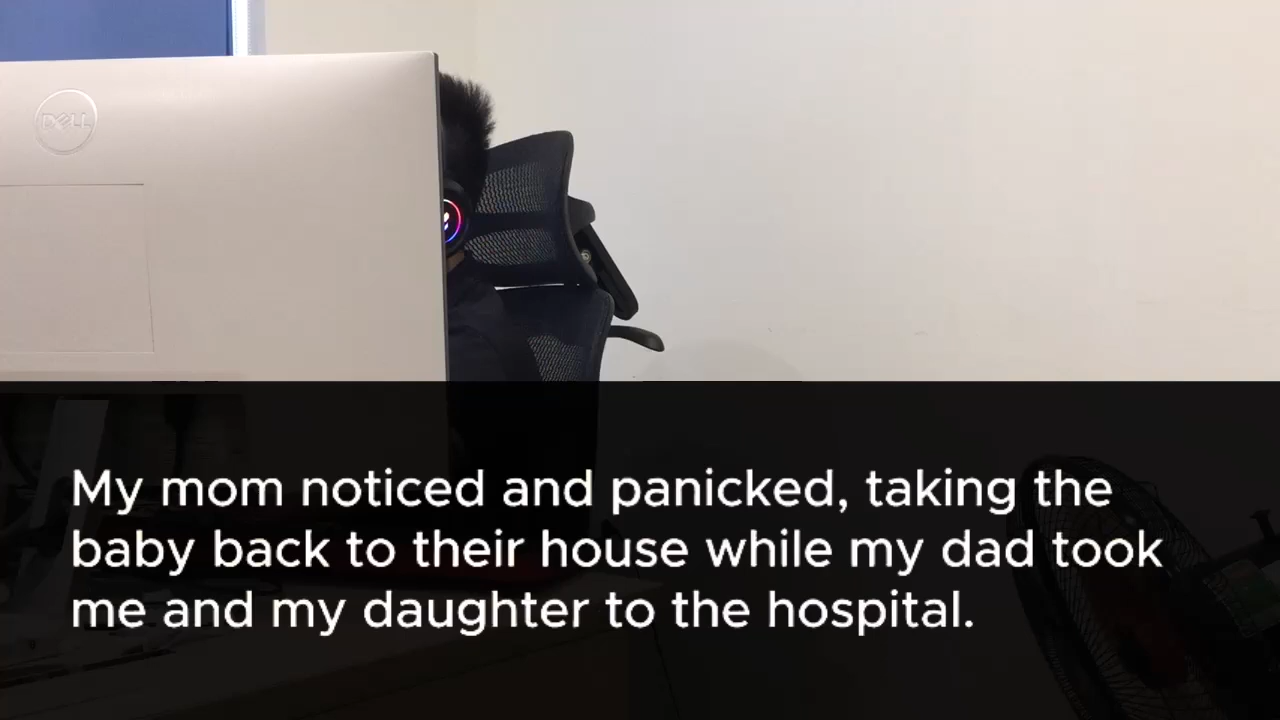 DELL
My mom noticed and panicked, taking the
baby back to their house while my dad took
me and my daughter to the hospital.